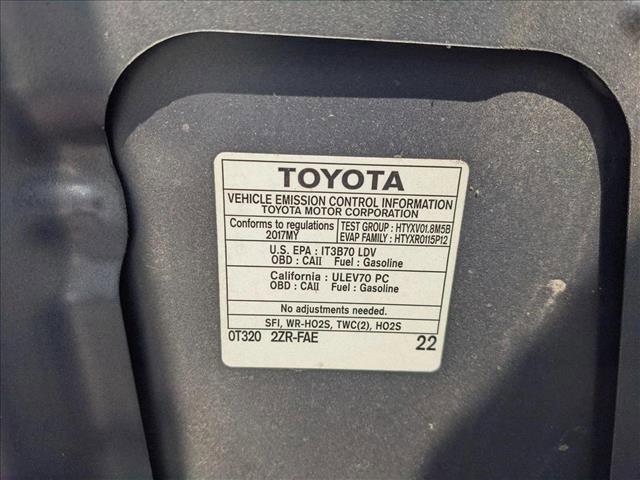 TOYOTA
VEHICLE EMISSION CONTROL INFORMATION
TOYOTA MOTOR CORPORATION
Conforms to regulations 2017MY
TEST GROUP : HTYXV01.8M5B
EVAP FAMILY : HTYXR0115P12
U.S. EPA : IT3B70 LDV
OBD : CAII Fuel : Gasoline
California : ULEV70 PC
OBD : CAII Fuel : Gasoline
No adjustments needed.
SFI, WR-HO2S, TWC(2), HO2S
0T320 2ZR-FAE 22